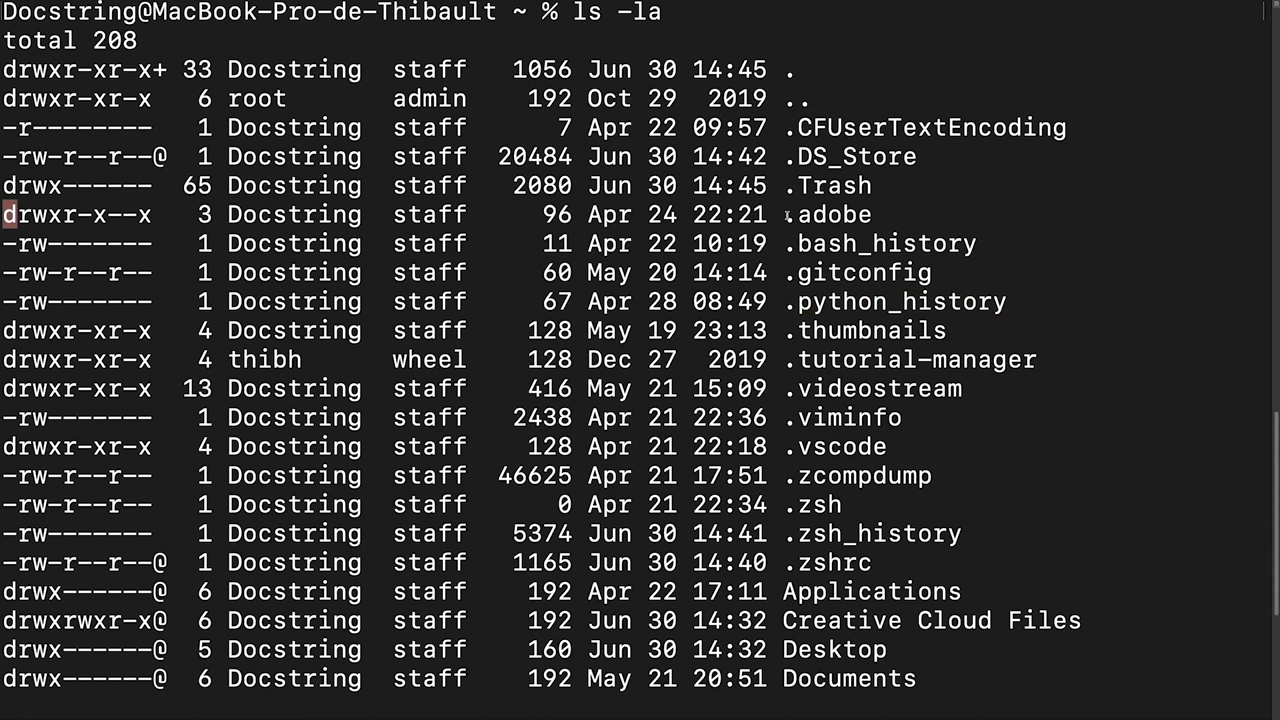 Docstring@MacBook-Pro-de-Thibault ~ % ls -la
total 208
drwxr-xr-x+ 33 Docstring  staff   1056 Jun 30 14:45 .
drwxr-xr-x   6 root       admin    192 Oct 29  2019 ..
-r--------   1 Docstring  staff      7 Apr 22 09:57 .CFUserTextEncoding
-rw-r--r--@  1 Docstring  staff  20484 Jun 30 14:42 .DS_Store
drwx------  65 Docstring  staff   2080 Jun 30 14:45 .Trash
drwxr-x--x   3 Docstring  staff     96 Apr 24 22:21 .adobe
-rw-------   1 Docstring  staff     11 Apr 22 10:19 .bash_history
-rw-r--r--   1 Docstring  staff     60 May 20 14:14 .gitconfig
-rw-------   1 Docstring  staff     67 Apr 28 08:49 .python_history
drwxr-xr-x   4 Docstring  staff    128 May 19 23:13 .thumbnails
drwxr-xr-x   4 thibh      wheel    128 Dec 27  2019 .tutorial-manager
drwxr-xr-x  13 Docstring  staff    416 May 21 15:09 .videostream
-rw-------   1 Docstring  staff   2438 Apr 21 22:36 .viminfo
drwxr-xr-x   4 Docstring  staff    128 Apr 21 22:18 .vscode
-rw-r--r--   1 Docstring  staff  46625 Apr 21 17:51 .zcompdump
-rw-r--r--   1 Docstring  staff      0 Apr 21 22:34 .zsh
-rw-------   1 Docstring  staff   5374 Jun 30 14:41 .zsh_history
-rw-r--r--@  1 Docstring  staff   1165 Jun 30 14:40 .zshrc
drwx------@  6 Docstring  staff    192 Apr 22 17:11 Applications
drwxrwxr-x@  6 Docstring  staff    192 Jun 30 14:32 Creative Cloud Files
drwx------@  5 Docstring  staff    160 Jun 30 14:32 Desktop
drwx------@  6 Docstring  staff    192 May 21 20:51 Documents